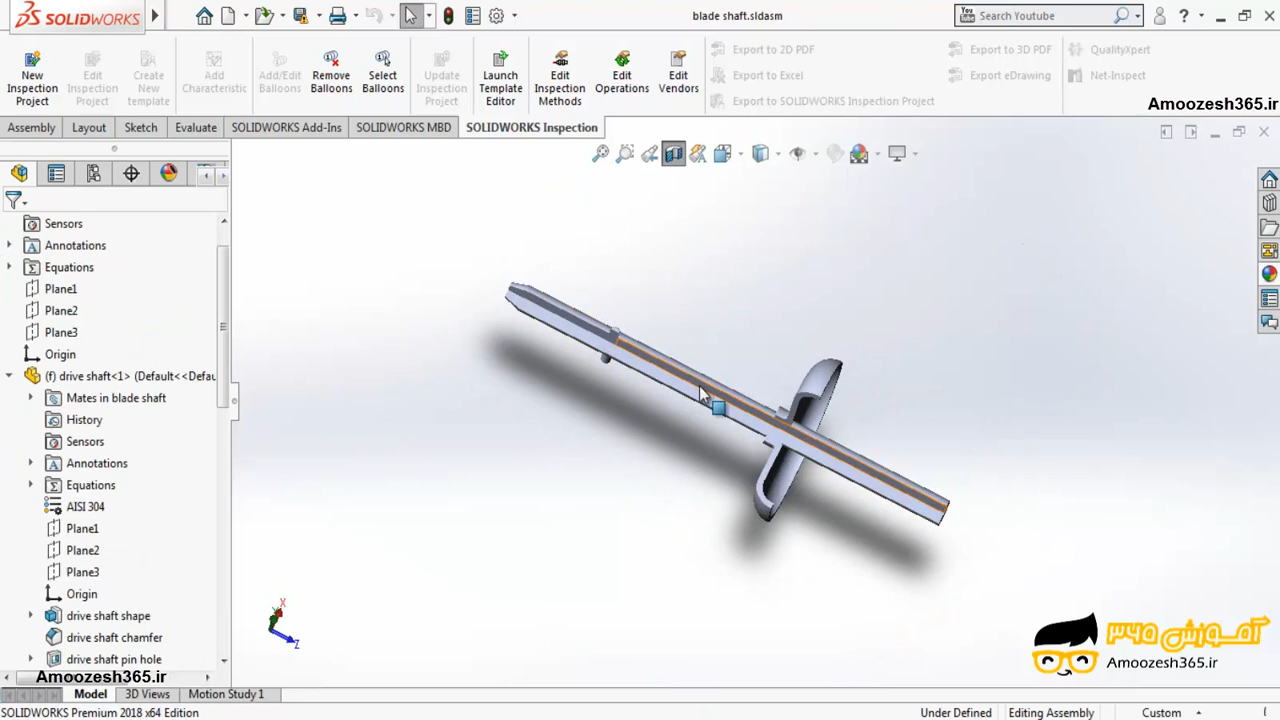 SOLIDWORKS
blade shaft.sldasm
You Tube
Search Youtube
New Inspection Project
Edit Inspection Project
Create New template
Add Characteristic
Add/Edit Balloons
Remove Balloons
Select Balloons
Update Inspection Project
Launch Template Editor
Edit Inspection Methods
Edit Operations
Edit Vendors
Export to 2D PDF
Export to Excel
Export to SOLIDWORKS Inspection Project
Export to 3D PDF
Export eDrawing
QualityXpert
Net-Inspect
Amoozesh365.ir
Assembly
Layout
Sketch
Evaluate
SOLIDWORKS Add-Ins
SOLIDWORKS MBD
SOLIDWORKS Inspection
Sensors
Annotations
Equations
Plane1
Plane2
Plane3
Origin
(f) drive shaft<1> (Default<<Defau
Mates in blade shaft
History
Sensors
Annotations
Equations
AISI 304
Plane1
Plane2
Plane3
Origin
drive shaft shape
drive shaft chamfer
drive shaft pin hole
Amoozesh365.ir
X
Z
آموزش ۳۶۵
Amoozesh365.ir
Model
3D Views
Motion Study 1
SOLIDWORKS Premium 2018 x64 Edition
Under Defined
Editing Assembly
Custom